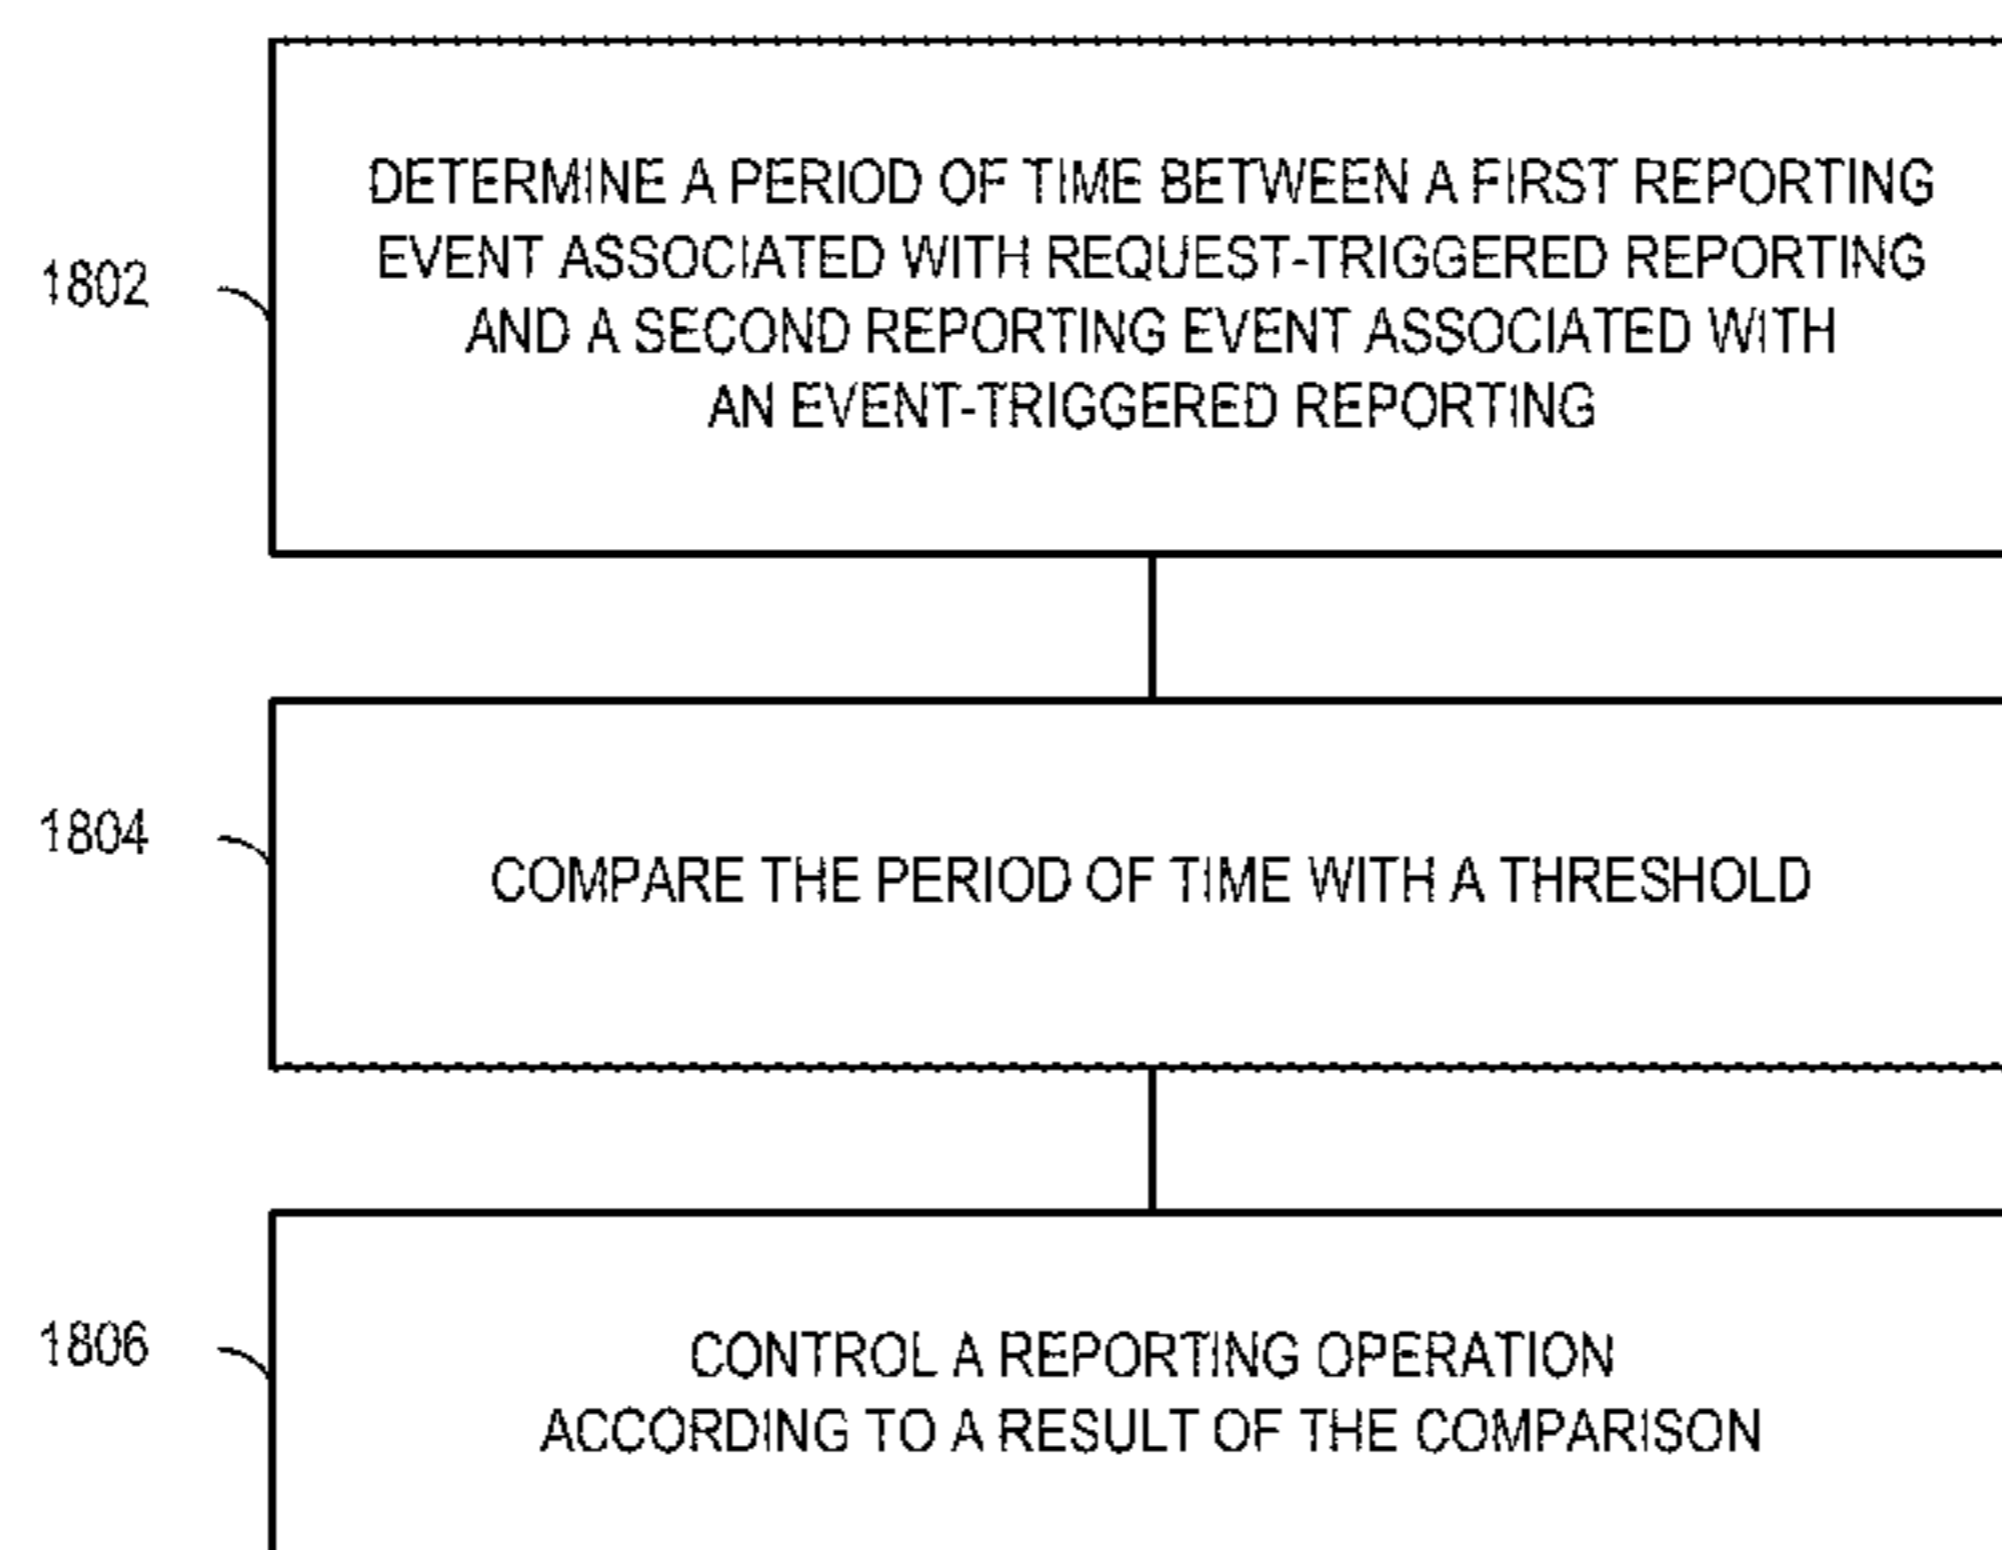 DETERMINE A PERIOD OF TIME BETWEEN A FIRST REPORTING
EVENT ASSOCIATED WITH REQUEST-TRIGGERED REPORTING
AND A SECOND REPORTING EVENT ASSOCIATED WITH
AN EVENT-TRIGGERED REPORTING
1802
1804
COMPARE THE PERIOD OF TIME WITH A THRESHOLD
1806
CONTROL A REPORTING OPERATION
ACCORDING TO A RESULT OF THE COMPARISON